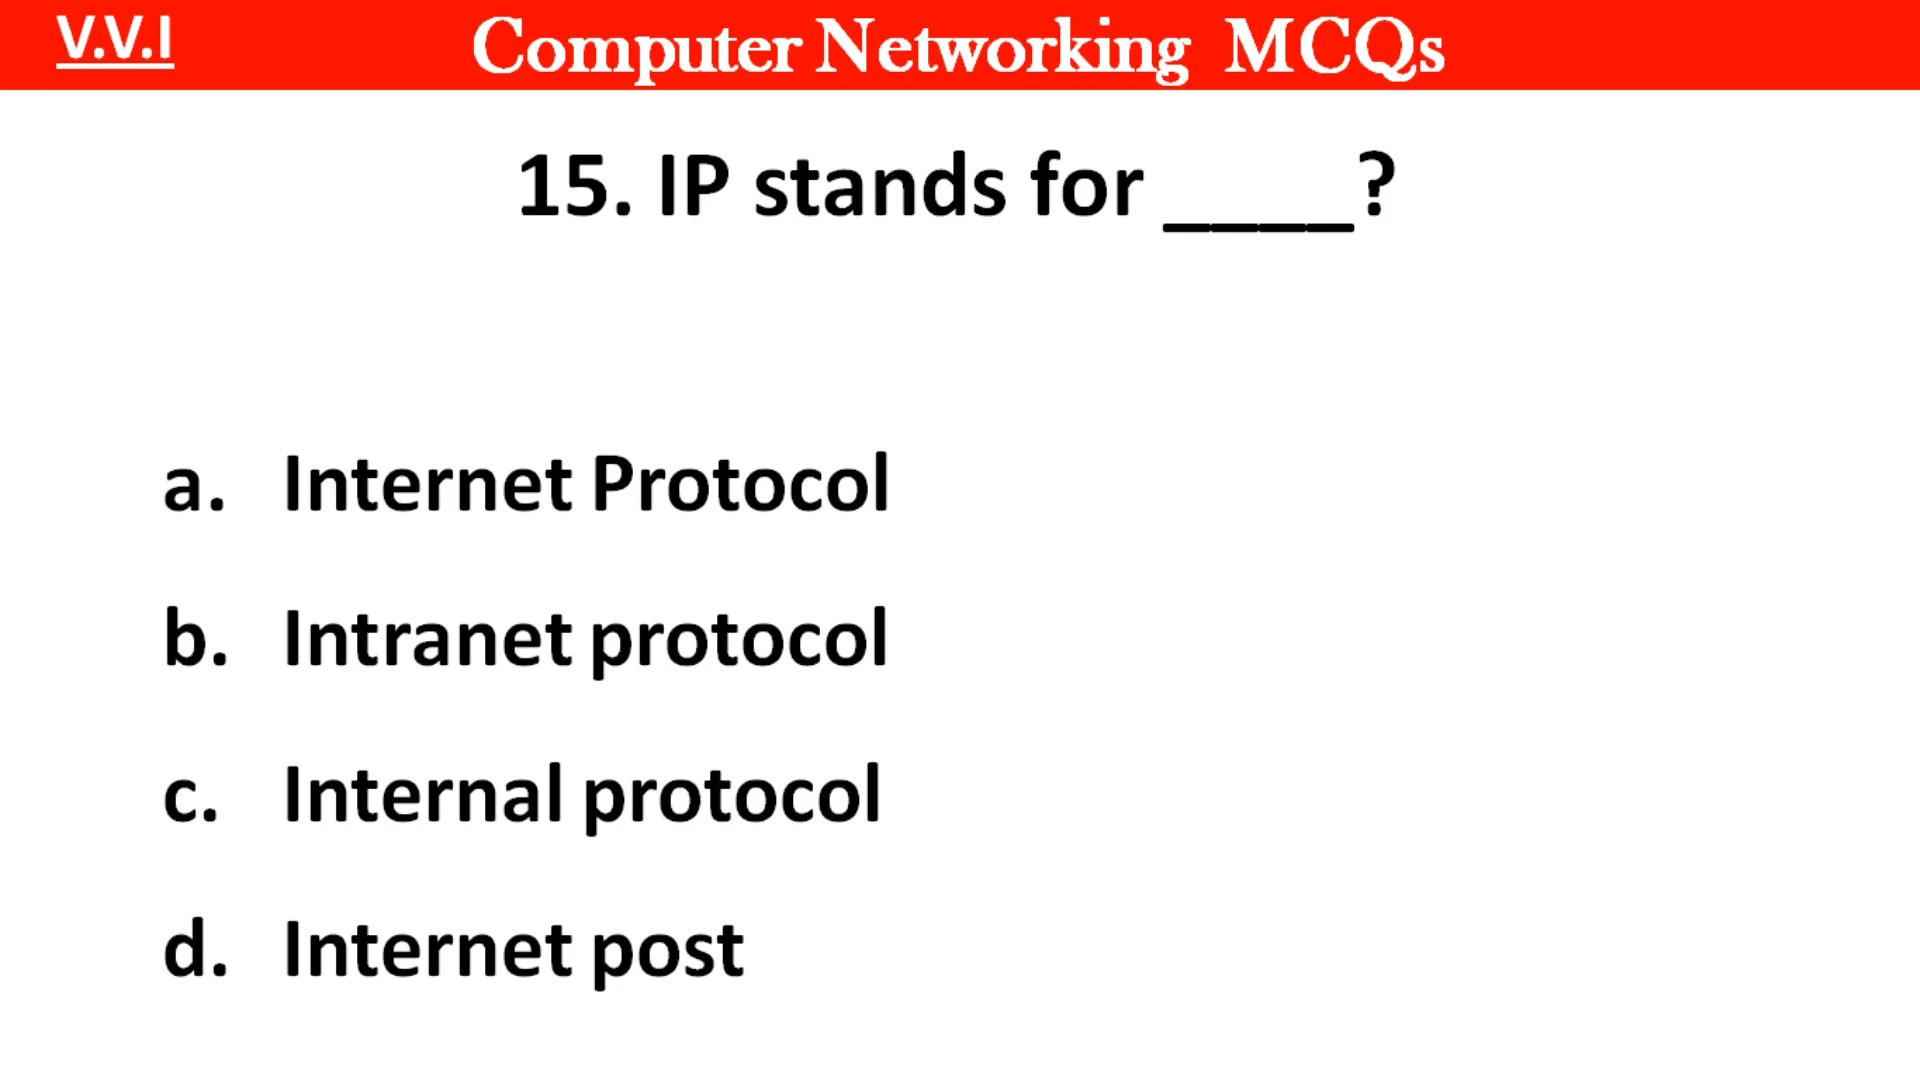 V.V.I
Computer Networking MCQs
15. IP stands for ____?
a. Internet Protocol
b. Intranet protocol
c. Internal protocol
d. Internet post